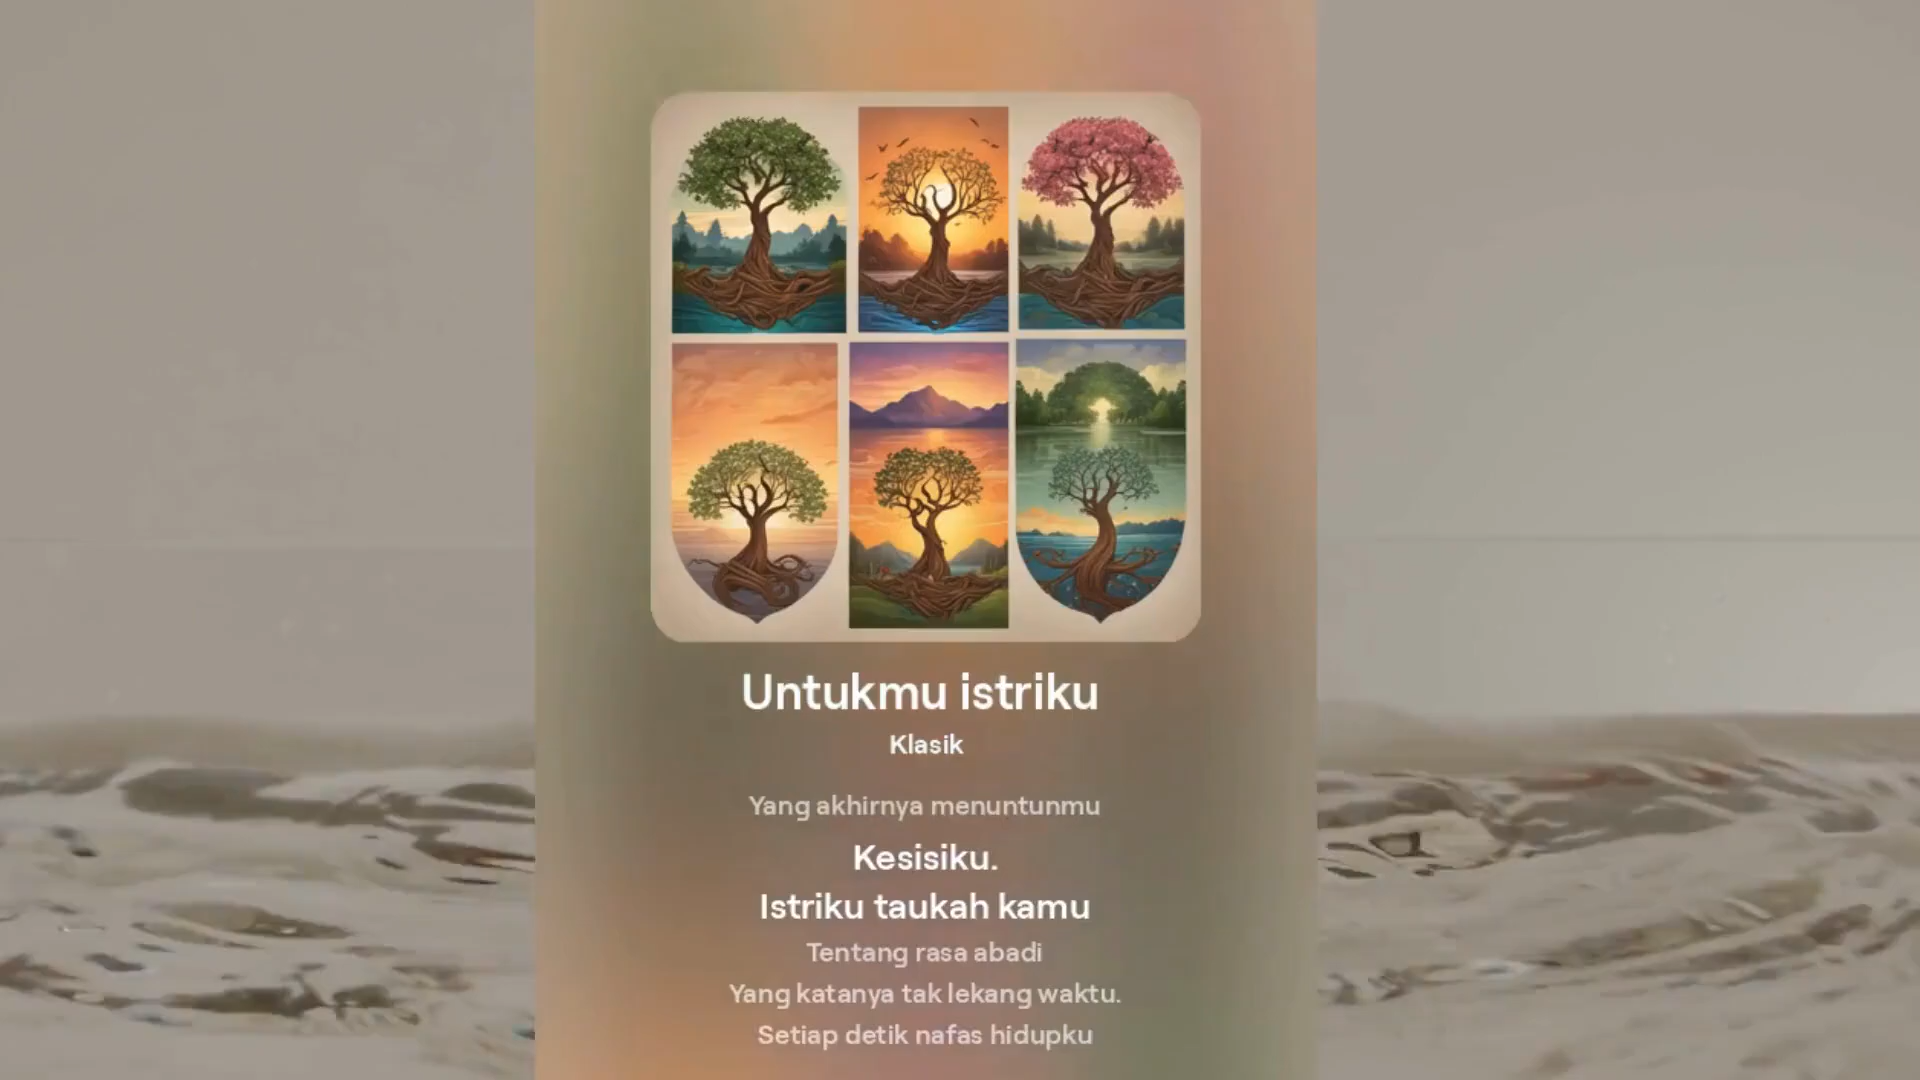 Untukmu istriku
Klasik
Yang akhirnya menuntunmu
Kesisiku.
Istriku taukah kamu
Tentang rasa abadi
Yang katanya tak lekang waktu.
Setiap detik nafas hidupku